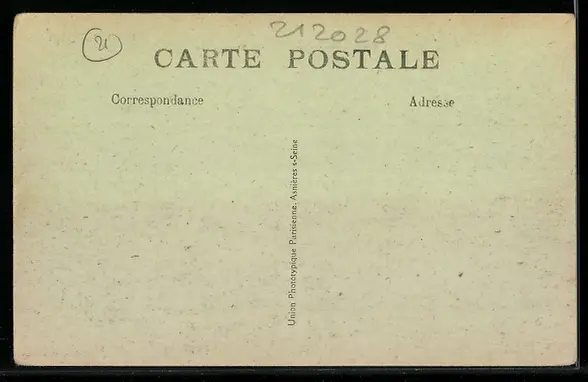 21
212028
CARTE POSTALE
Correspondance
Adresse
Union Phototypique Parisienne, Asnières s-Seine